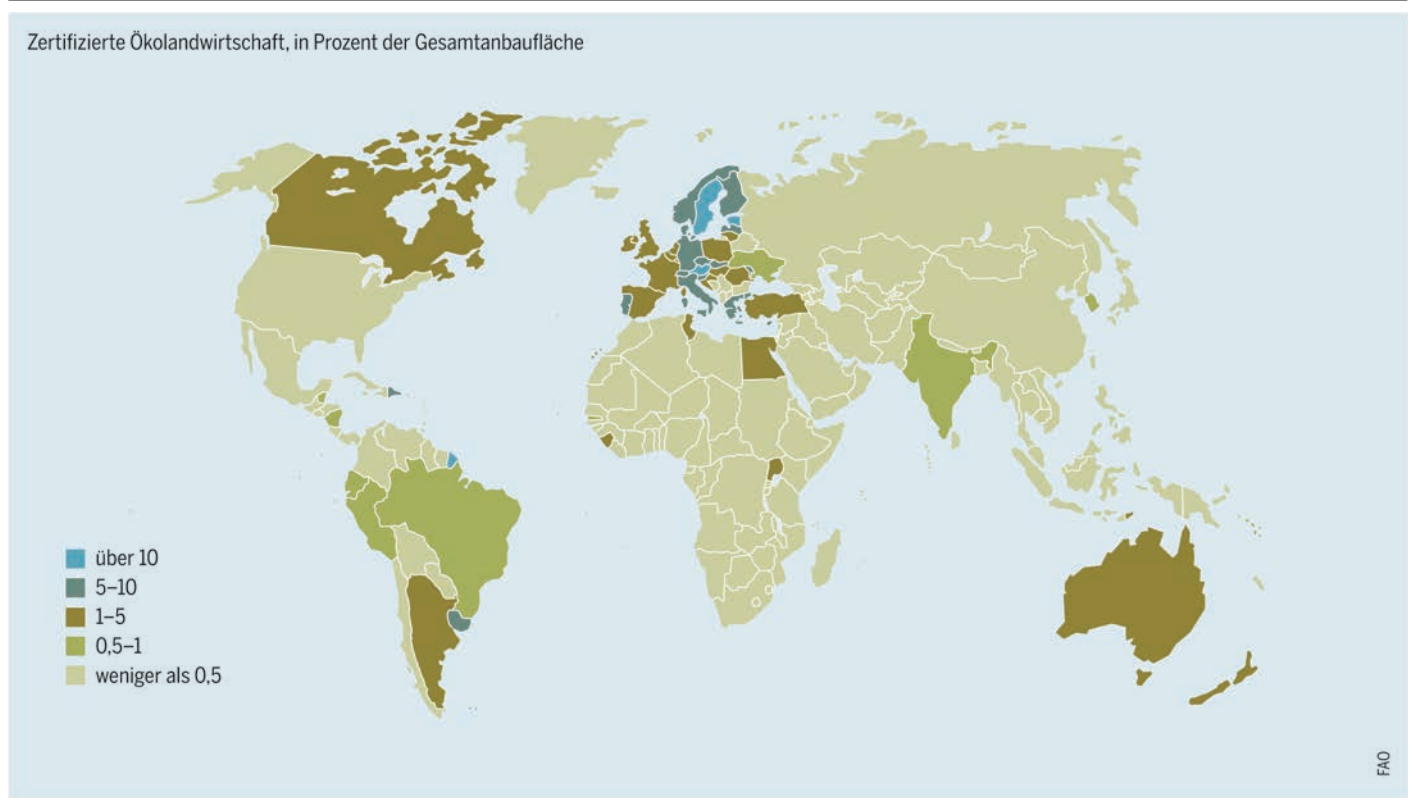 Zertifizierte Ökolandwirtschaft, in Prozent der Gesamtanbaufläche
über 10
5–10
1–5
0,5–1
weniger als 0,5
FAO